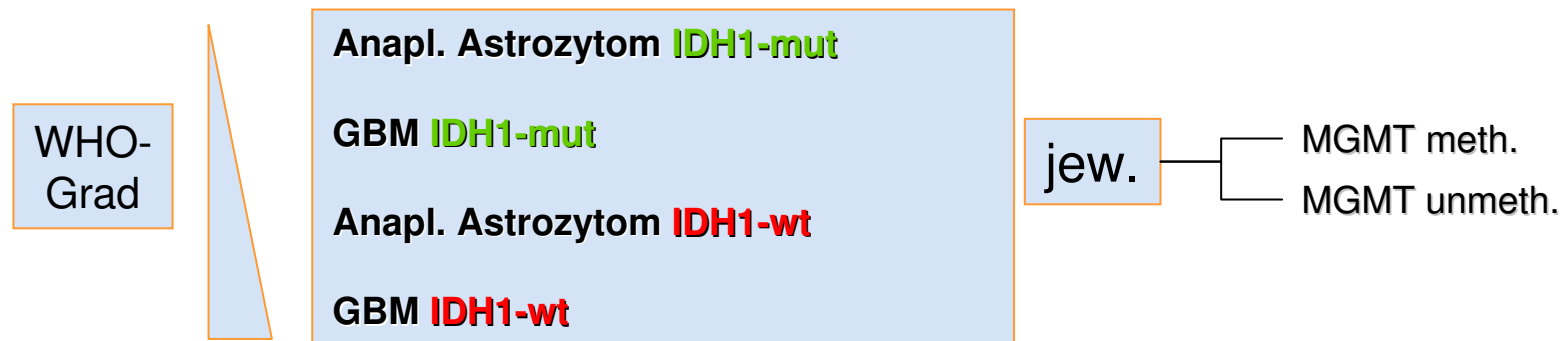 WHO-
Grad
Anapl. Astrozytom IDH1-mut
GBM IDH1-mut
Anapl. Astrozytom IDH1-wt
GBM IDH1-wt
jew.
MGMT meth.
MGMT unmeth.